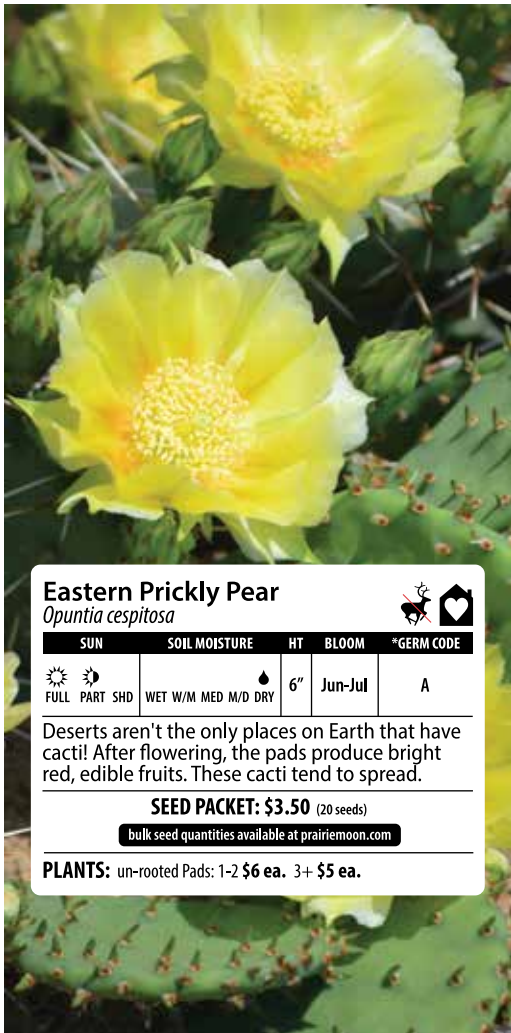 Eastern Prickly Pear
Opuntia cespitosa
SUN SOIL MOISTURE HT BLOOM *GERM CODE
FULL PART SHD WET W/M MED M/D DRY 6” Jun-Jul A
Deserts aren't the only places on Earth that have
cacti! After flowering, the pads produce bright
red, edible fruits. These cacti tend to spread.
SEED PACKET: $3.50 (20 seeds)
bulk seed quantities available at prairiemoon.com
PLANTS: un-rooted Pads: 1-2 $6 ea. 3+ $5 ea.